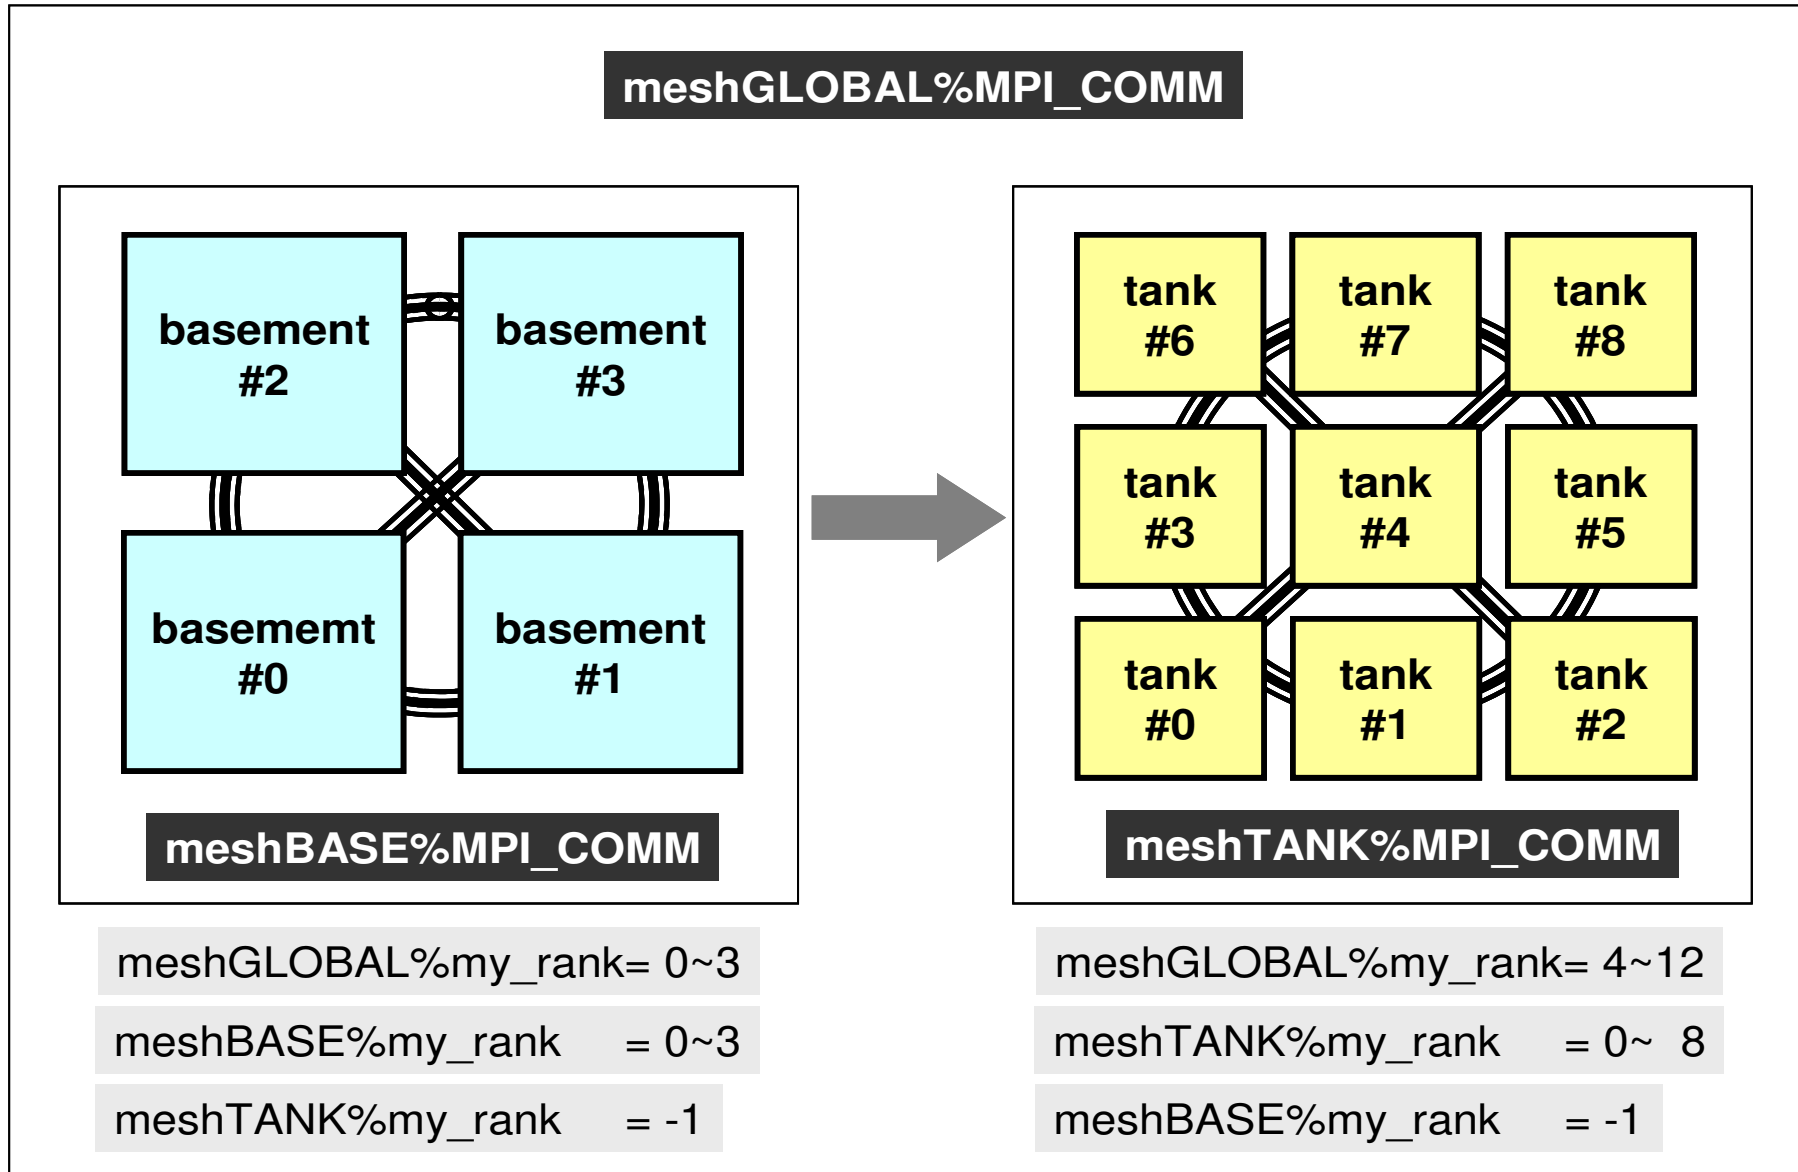 meshGLOBAL%MPI_COMM
basement
#2
basement
#3
basememt
#0
basement
#1
meshBASE%MPI_COMM
tank
#6
tank
#7
tank
#8
tank
#3
tank
#4
tank
#5
tank
#0
tank
#1
tank
#2
meshTANK%MPI_COMM
meshGLOBAL%my_rank= 0~3
meshBASE%my_rank = 0~3
meshTANK%my_rank = -1
meshGLOBAL%my_rank= 4~12
meshTANK%my_rank = 0~ 8
meshBASE%my_rank = -1